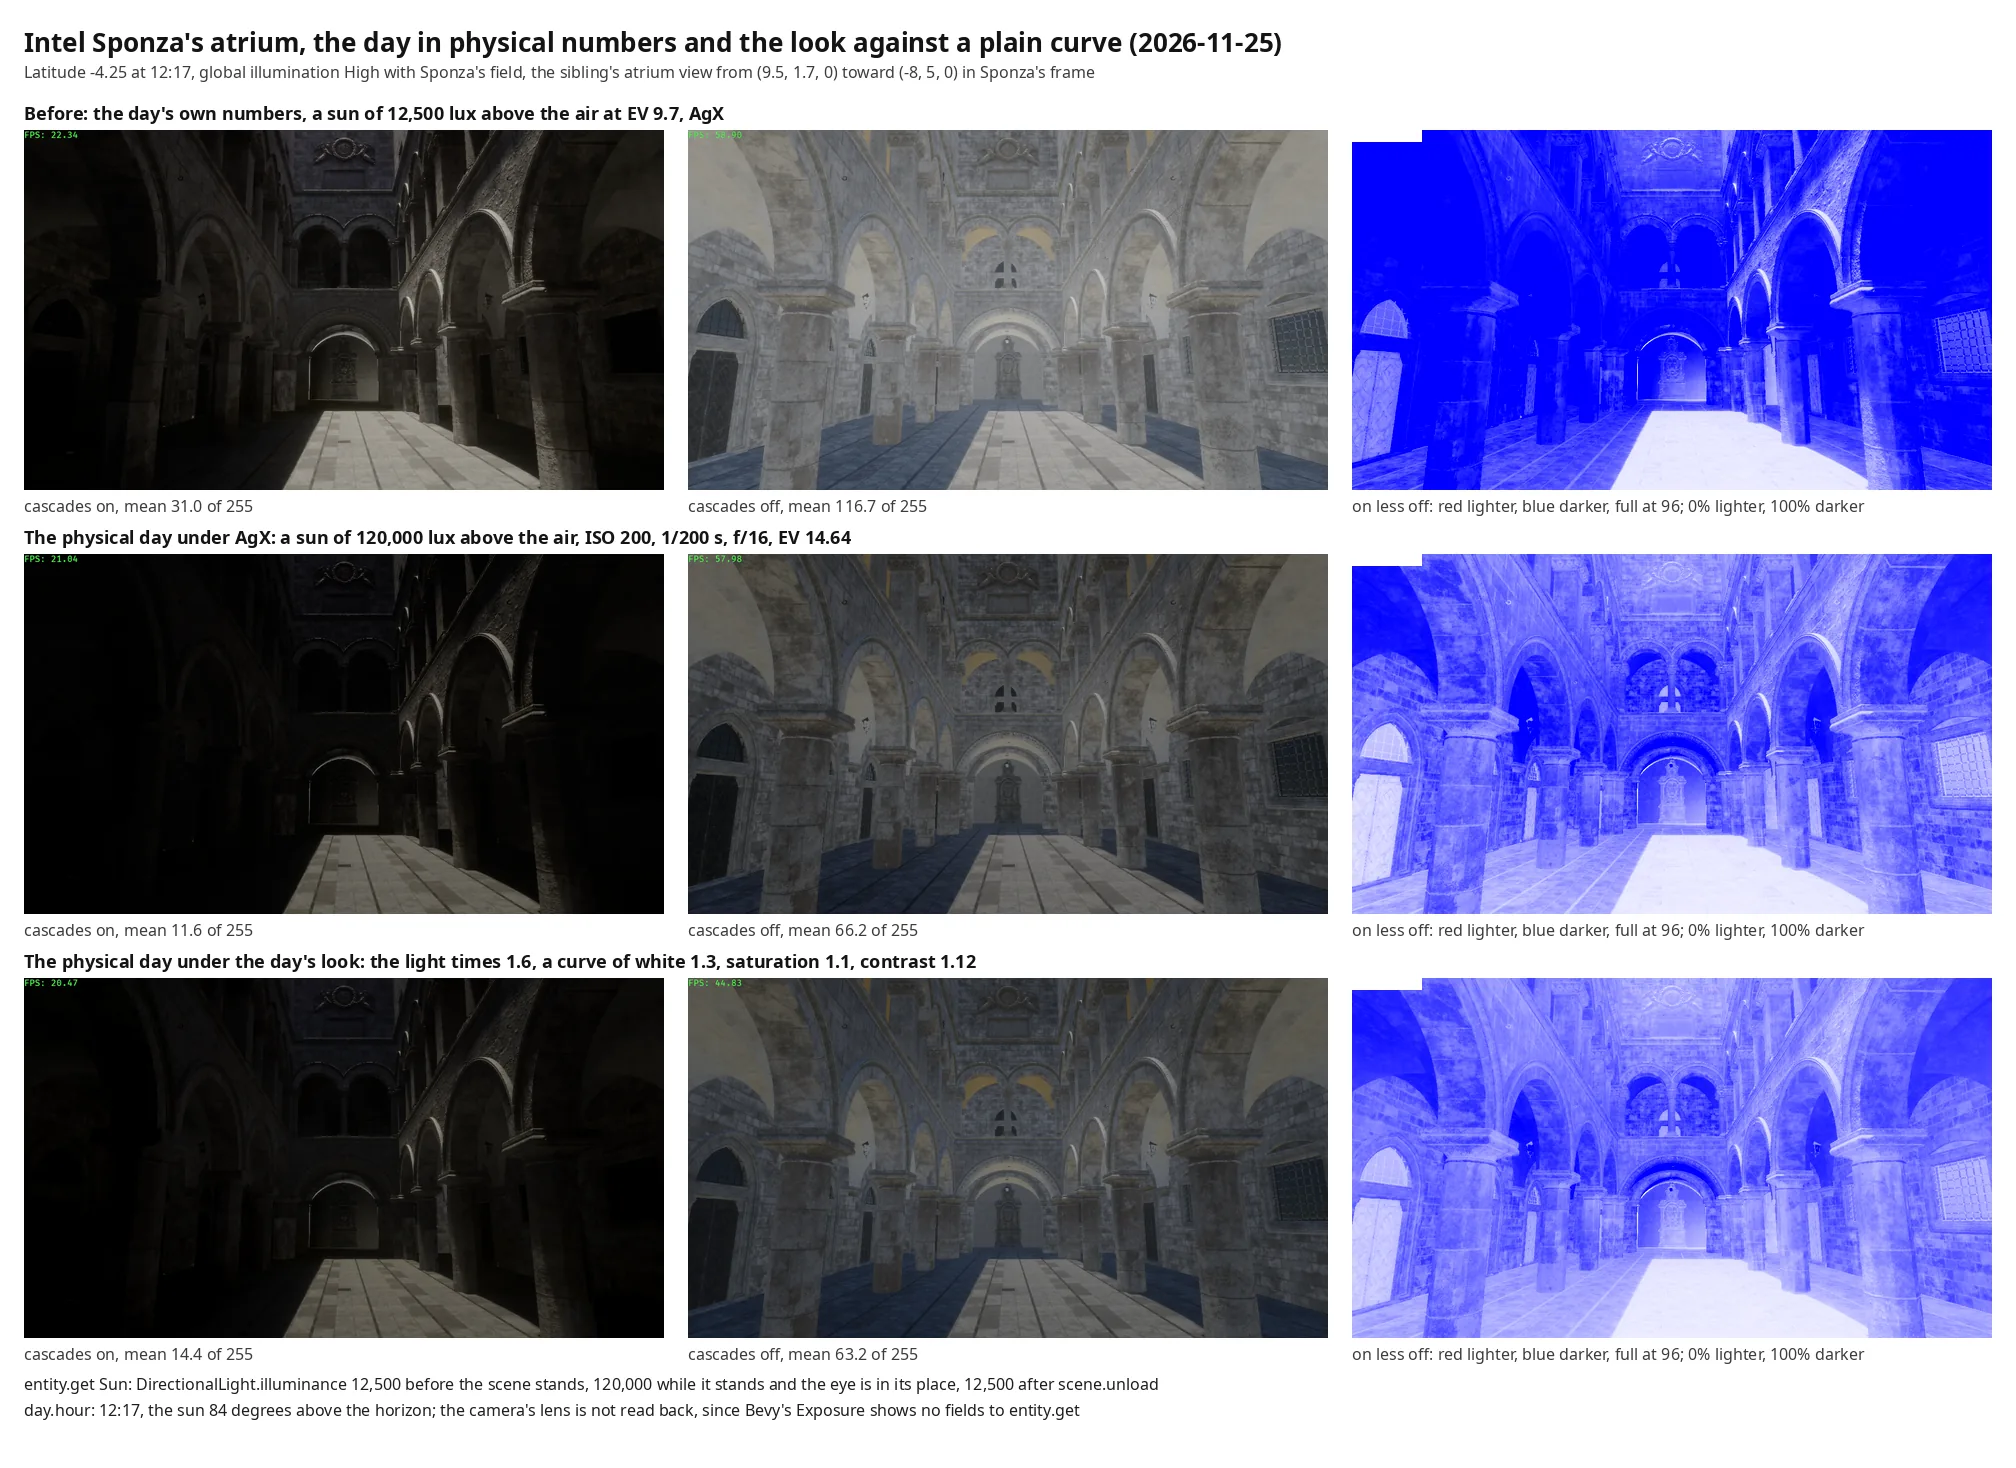 Intel Sponza's atrium, the day in physical numbers and the look against a plain curve (2026-11-25)
Latitude -4.25 at 12:17, global illumination High with Sponza's field, the sibling's atrium view from (9.5, 1.7, 0) toward (-8, 5, 0) in Sponza's frame
Before: the day's own numbers, a sun of 12,500 lux above the air at EV 9.7, AgX
FPS: 22.34
cascades on, mean 31.0 of 255
cascades off, mean 116.7 of 255
on less off: red lighter, blue darker, full at 96; 0% lighter, 100% darker
The physical day under AgX: a sun of 120,000 lux above the air, ISO 200, 1/200 s, f/16, EV 14.64
FPS: 21.04
FPS: 57.98
cascades on, mean 11.6 of 255
cascades off, mean 66.2 of 255
on less off: red lighter, blue darker, full at 96; 0% lighter, 100% darker
The physical day under the day's look: the light times 1.6, a curve of white 1.3, saturation 1.1, contrast 1.12
FPS: 20.47
FPS: 44.83
cascades on, mean 14.4 of 255
cascades off, mean 63.2 of 255
on less off: red lighter, blue darker, full at 96; 0% lighter, 100% darker
entity.get Sun: DirectionalLight.illuminance 12,500 before the scene stands, 120,000 while it stands and the eye is in its place, 12,500 after scene.unload
day.hour: 12:17, the sun 84 degrees above the horizon; the camera's lens is not read back, since Bevy's Exposure shows no fields to entity.get